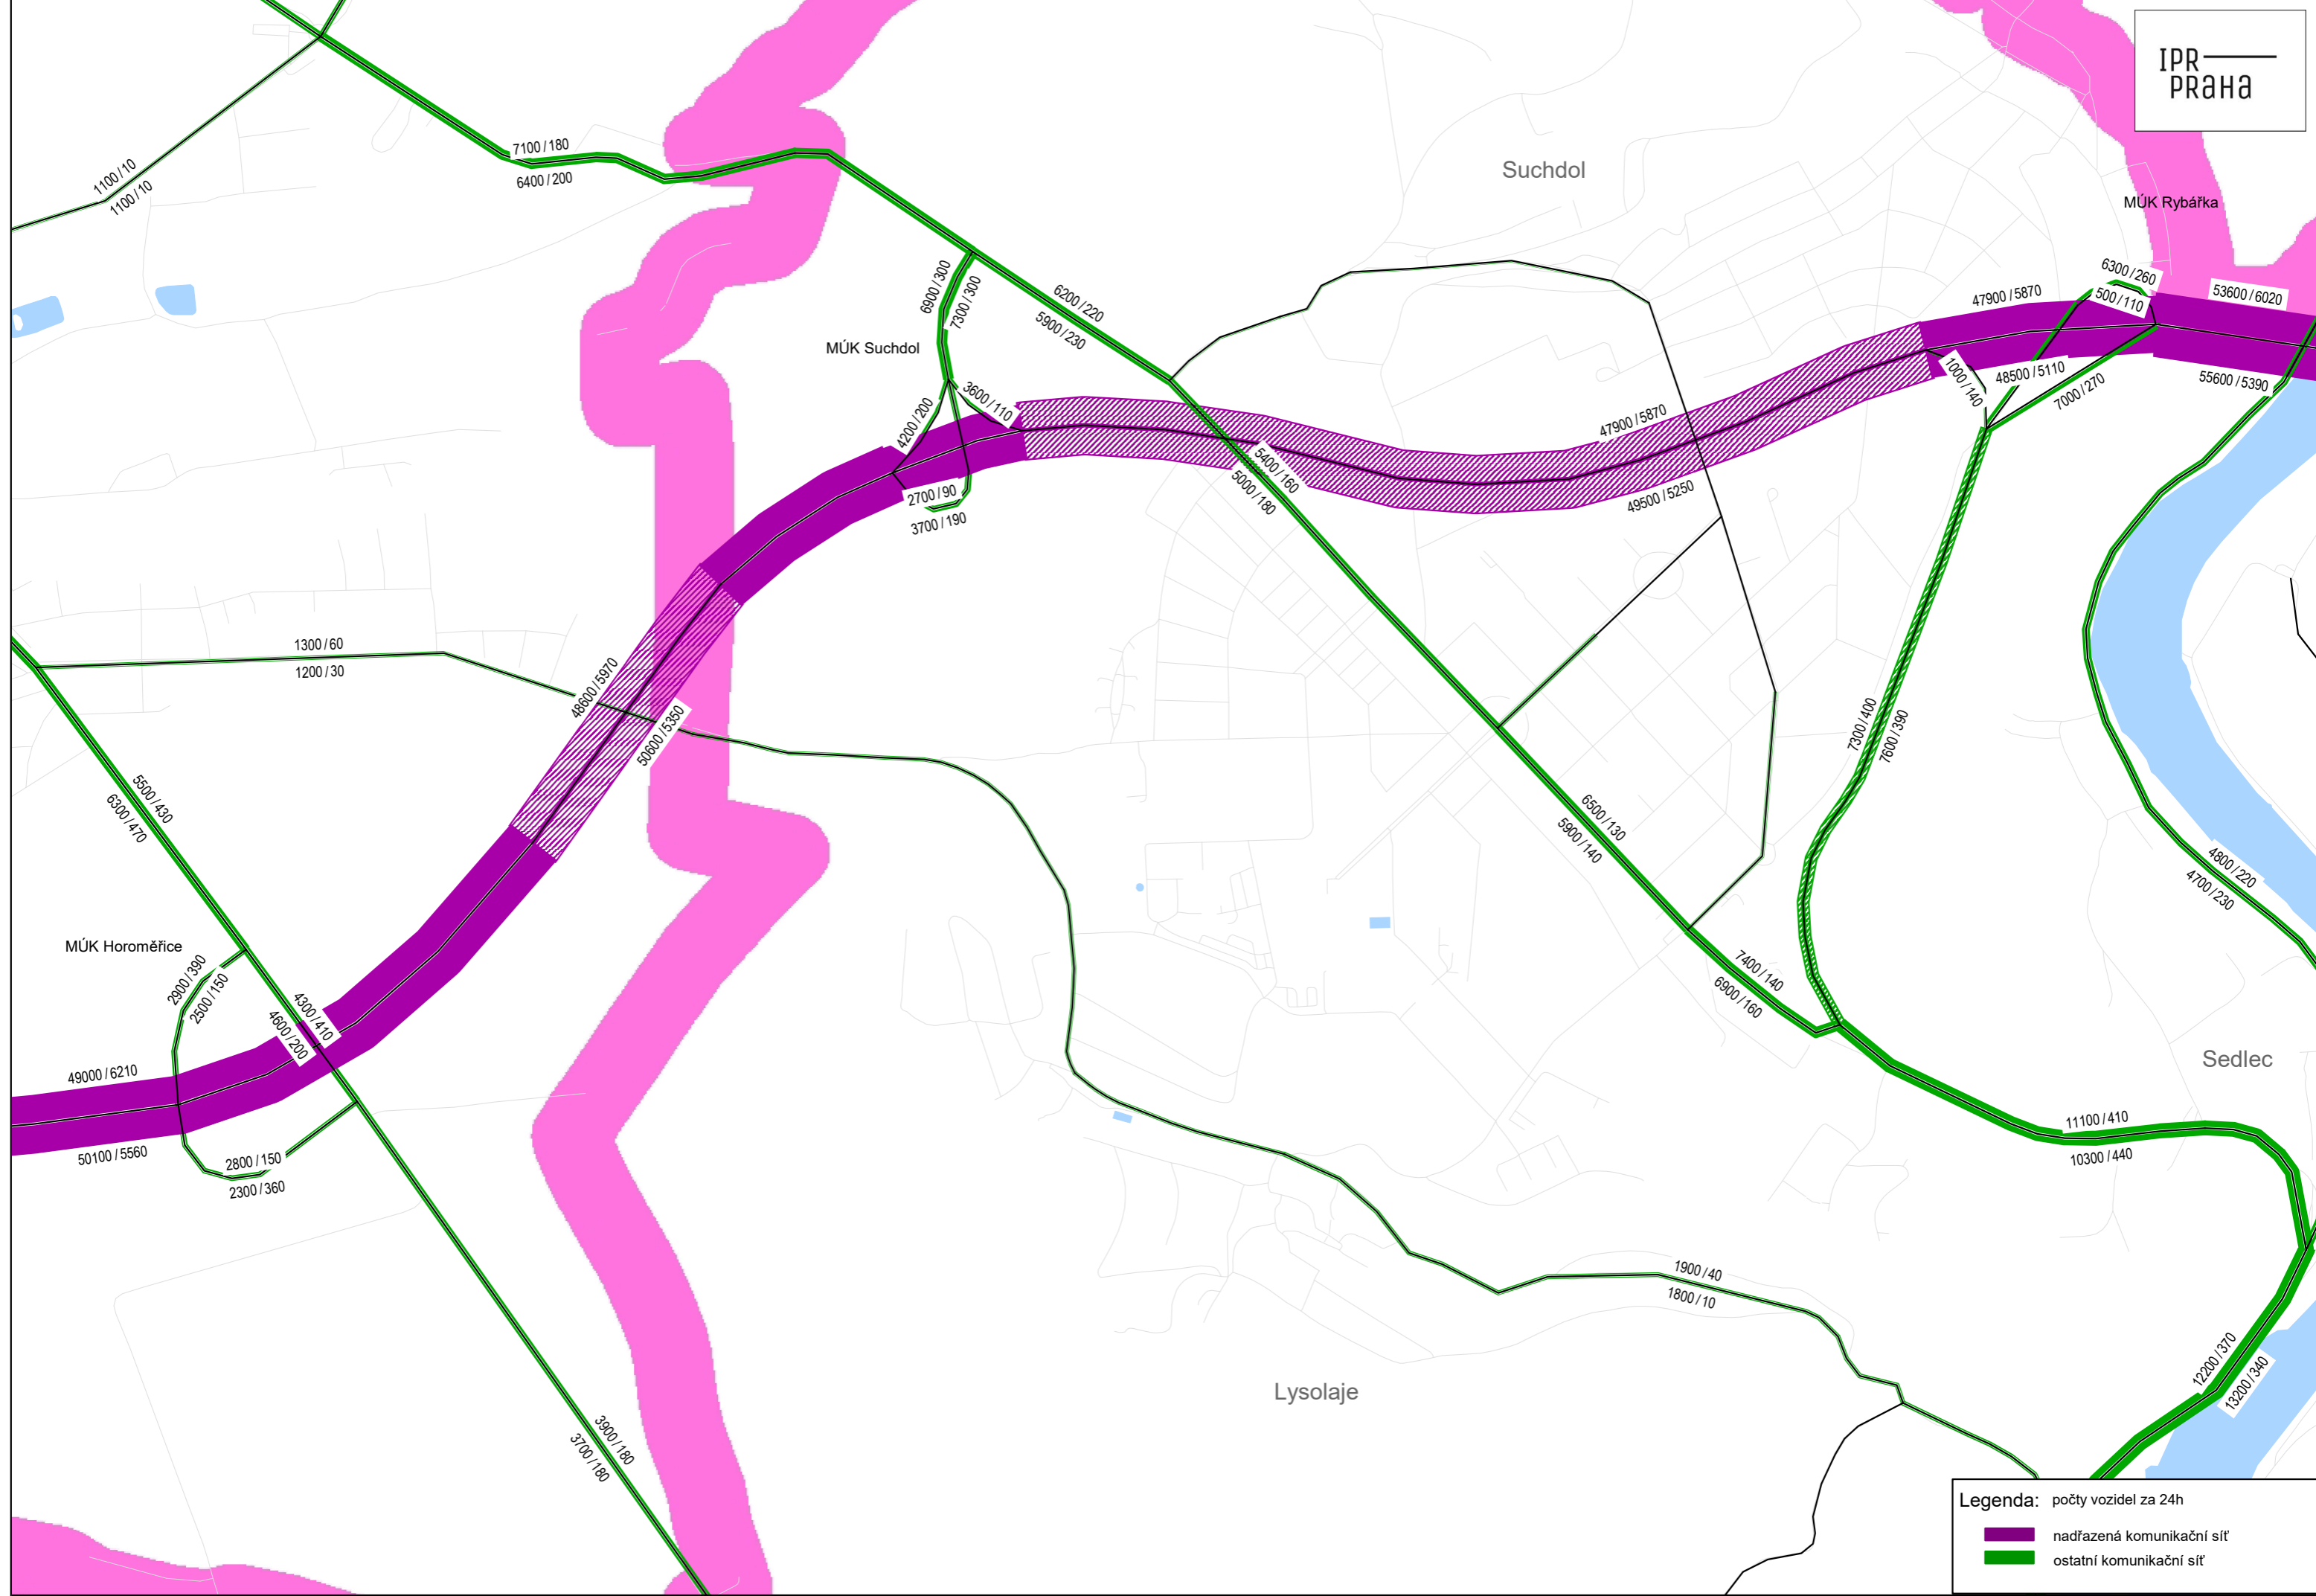 IPR
PRAHA
7100 / 180
6400 / 200
1100 / 10
1100 / 10
Suchdol
MÚK Rybářka
6900 / 300
7300 / 300
6200 / 220
5900 / 230
MÚK Suchdol
6300 / 260
500 / 110
47900 / 5870
53600 / 6020
3600 / 110
4200 / 200
1000 / 140
48500 / 5110
7000 / 270
55600 / 5390
47900 / 5870
49500 / 5250
5400 / 160
5000 / 180
2700 / 90
3700 / 190
1300 / 60
1200 / 30
48600 / 5970
50600 / 5350
7300 / 400
7600 / 390
5500 / 430
6300 / 470
6500 / 130
5900 / 140
4800 / 220
4700 / 230
MÚK Horoměřice
2900 / 390
2500 / 150
4300 / 410
4600 / 200
7400 / 140
6900 / 160
Sedlec
49000 / 6210
50100 / 5560
2800 / 150
2300 / 360
11100 / 410
10300 / 440
1900 / 40
1800 / 10
12200 / 370
13200 / 340
Lysolaje
3900 / 180
3700 / 180
Legenda: počty vozidel za 24h
nadřazená komunikační síť
ostatní komunikační síť